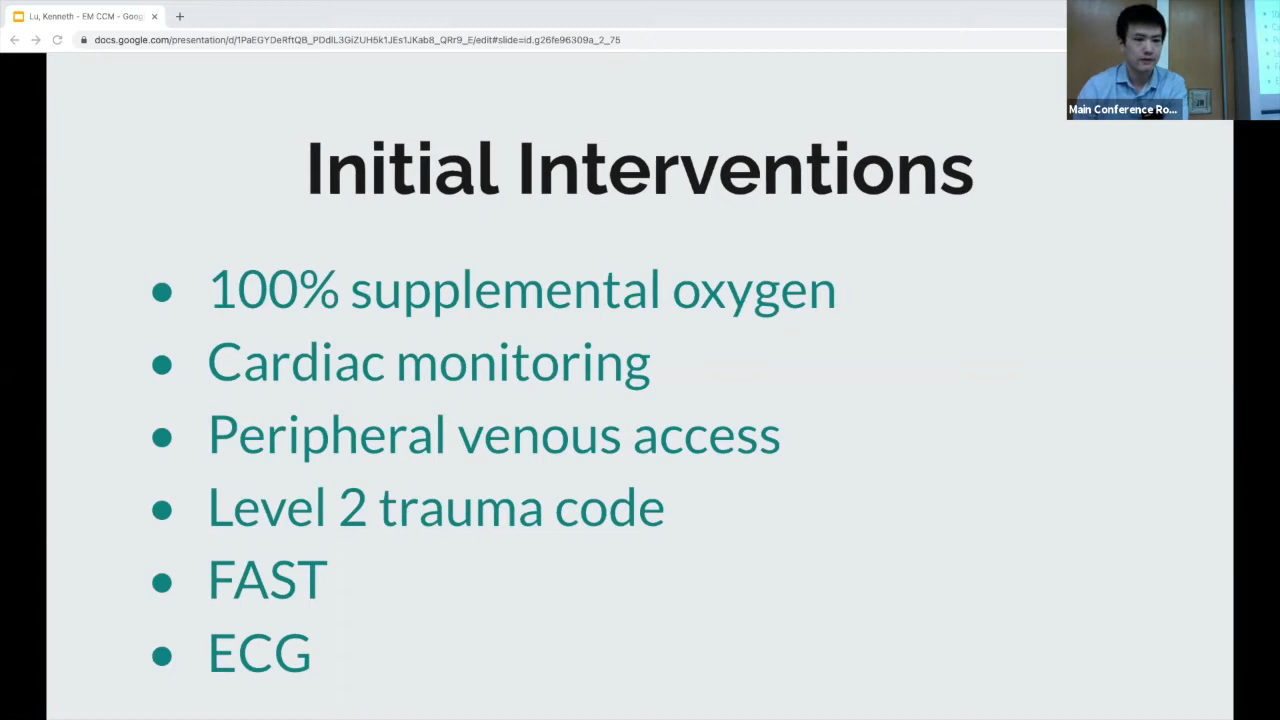 Lu, Kenneth - EM CCM - Goog
docs.google.com/presentation/d/1PaEGYDeRftQB_PDdIL3GiZUH5k1JEs1JKab8_QRr9_E/edit#slide=id.g26fe96309a_2_75
Main Conference Ro...
Initial Interventions
• 100% supplemental oxygen
• Cardiac monitoring
• Peripheral venous access
• Level 2 trauma code
• FAST
• ECG